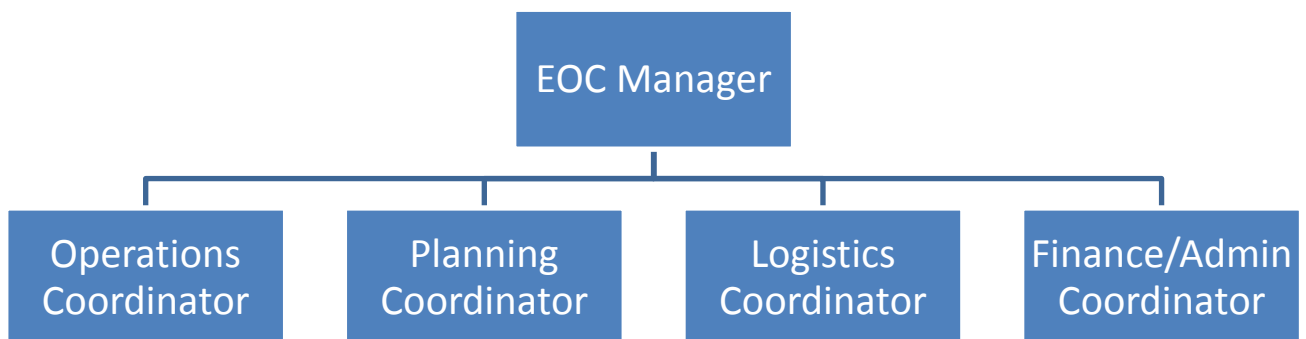 EOC Manager
Operations
Coordinator
Planning
Coordinator
Logistics
Coordinator
Finance/Admin
Coordinator